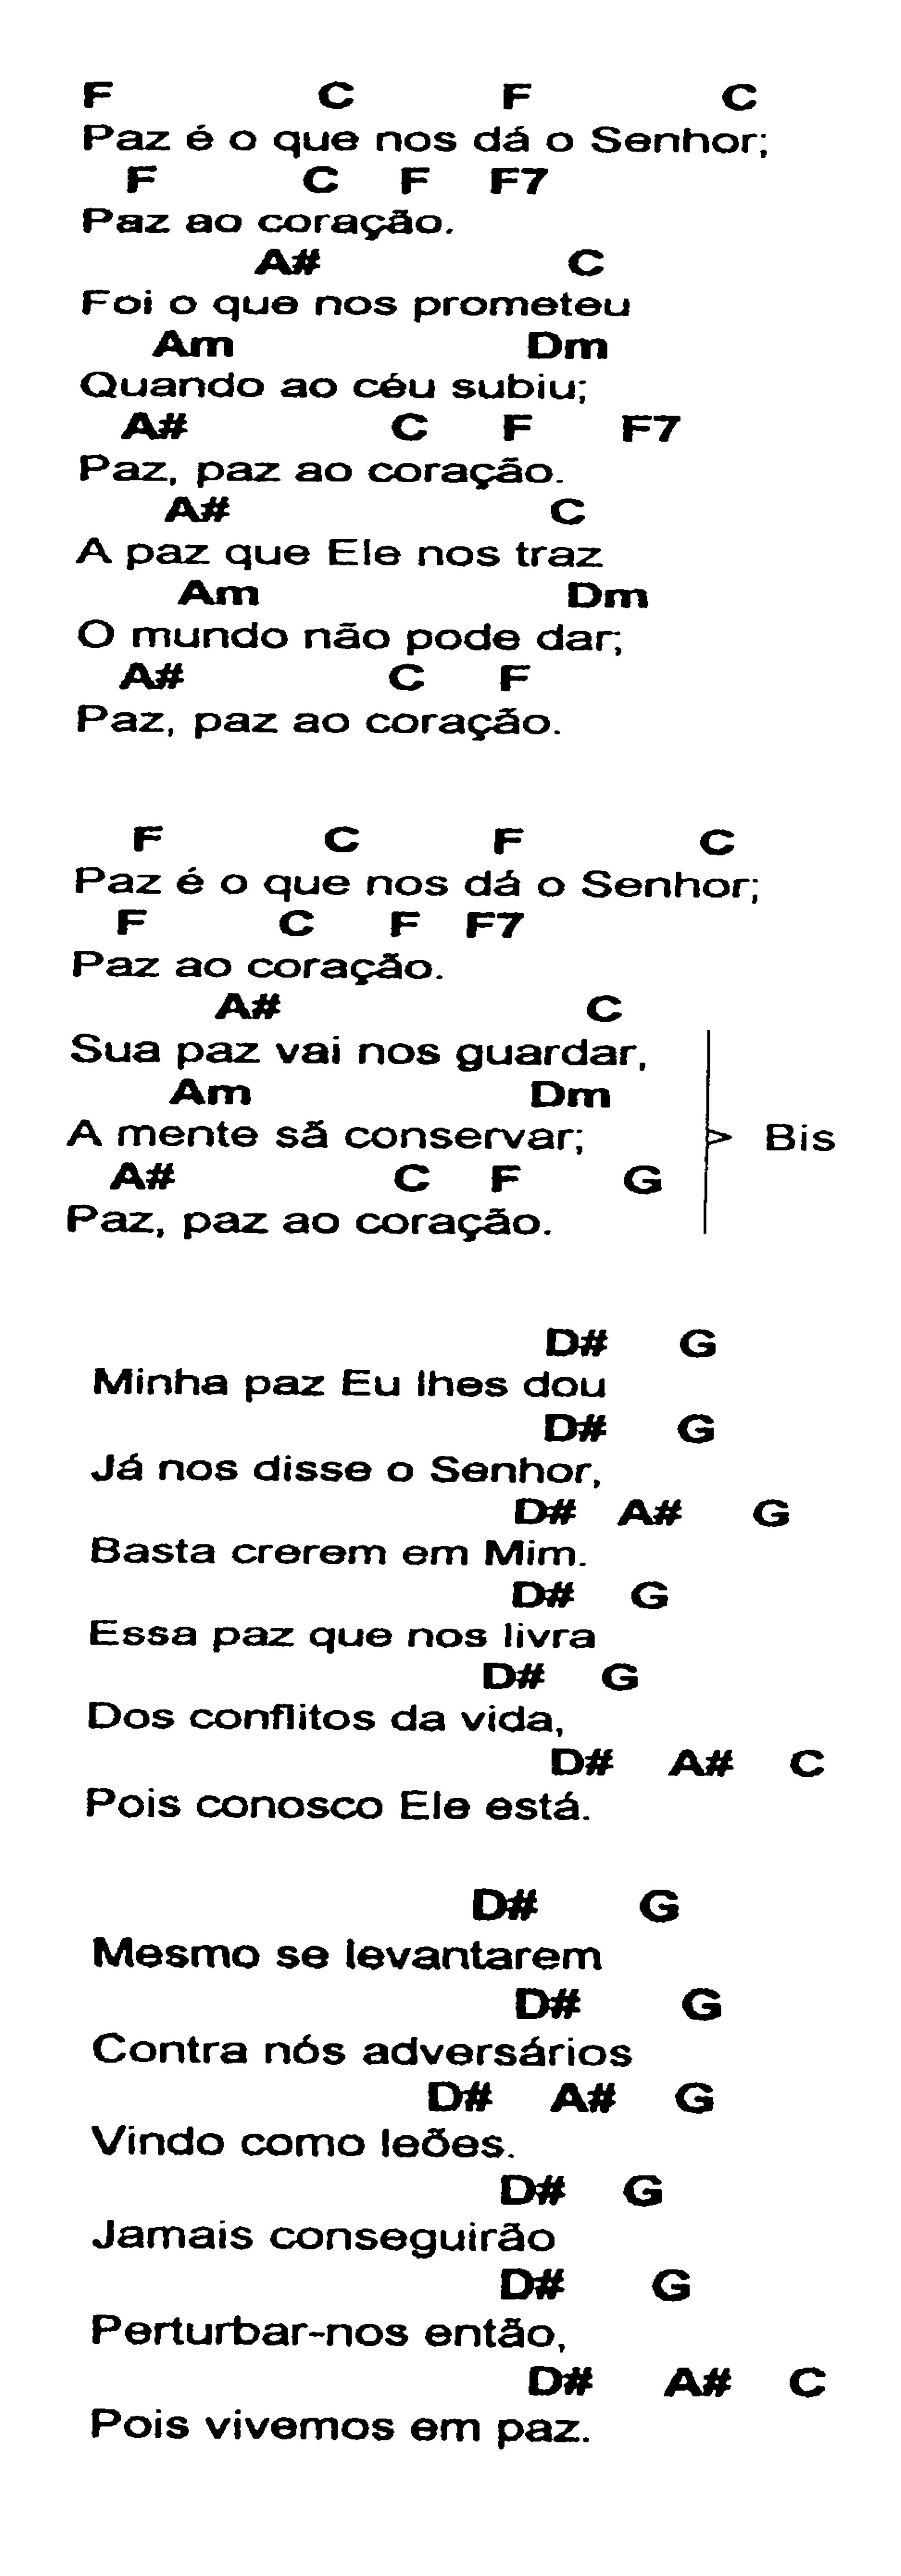 F C F C
Paz é o que nos dá o Senhor;
F C F F7
Paz ao coração.
A# C
Foi o que nos prometeu
Am Dm
Quando ao céu subiu;
A# C F F7
Paz, paz ao coração.
A# C
A paz que Ele nos traz
Am Dm
O mundo não pode dar;
A# C F
Paz, paz ao coração.
F C F C
Paz é o que nos dá o Senhor;
F C F F7
Paz ao coração.
A# C
Sua paz vai nos guardar,
Am Dm
A mente sã conservar;
Bis
A# C F G
Paz, paz ao coração.
D# G
Minha paz Eu lhes dou
D# G
Já nos disse o Senhor,
D# A# G
Basta crerem em Mim.
D# G
Essa paz que nos livra
D# G
Dos conflitos da vida,
D# A# C
Pois conosco Ele está.
D# G
Mesmo se levantarem
D# G
Contra nós adversários
D# A# G
Vindo como leões.
D# G
Jamais conseguirão
D# G
Perturbar-nos então,
D# A# C
Pois vivemos em paz.